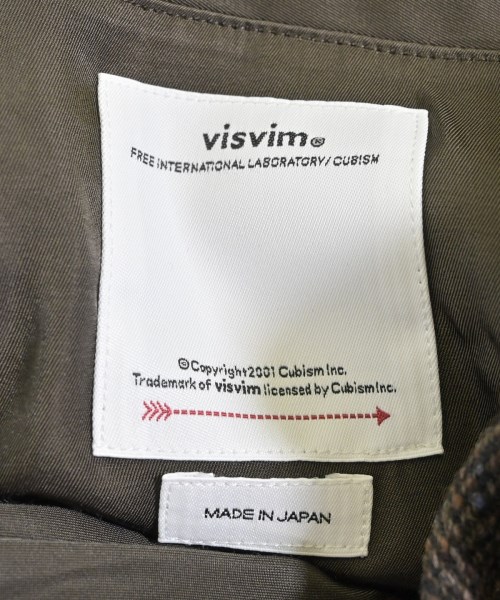 visvim®
FREE INTERNATIONAL LABORATORY/ CUBISM
©Copyright2001 Cubism Inc.
Trademark of visvim licensed by Cubism Inc.
MADE IN JAPAN